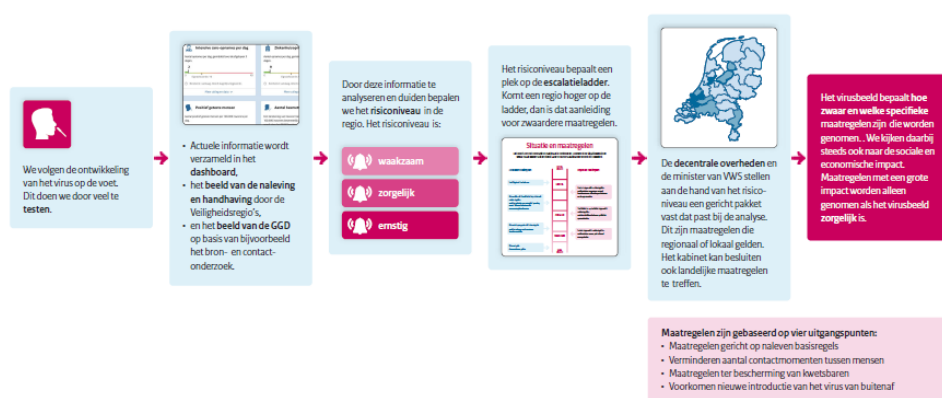 We volgen de ontwikkeling
van het virus op de voet.
Dit doen we door veel te
testen.
Intensive care-opnames per dag
• Actuele informatie wordt
verzameld in het
dashboard,
• het beeld van de naleving
en handhaving door de
Veiligheidsregio's,
• en het beeld van de GGD
op basis van bijvoorbeeld
het bron- en contact-
onderzoek.
Door deze informatie te
analyseren en duiden bepalen
we het risiconiveau in de
regio. Het risiconiveau is:
waakzaam
zorgelijk
ernstig
Het risiconiveau bepaalt een
plek op de escalatieladder.
Komt een regio hoger op de
ladder, dan is dat aanleiding
voor zwaardere maatregelen.
Situatie en maatregelen
De decentrale overheden en
de minister van VWS stellen
aan de hand van het risico-
niveau een gericht pakket
vast dat past bij de analyse.
Dit zijn maatregelen die
regionaal of lokaal gelden.
Het kabinet kan besluiten
ook landelijke maatregelen
te treffen.
Het virusbeeld bepaalt hoe
zwaar en welke specifieke
maatregelen zijn die worden
genomen... We kijken daarbij
steeds ook naar de sociale en
economische impact.
Maatregelen met een grote
impact worden alleen
genomen als het virusbeeld
zorgelijk is.
Maatregelen zijn gebaseerd op vier uitgangspunten:
• Maatregelen gericht op naleven basisregels
• Verminderen aantal contactmomenten tussen mensen
• Maatregelen ter bescherming van kwetsbaren
• Voorkomen nieuwe introductie van het virus van buitenaf